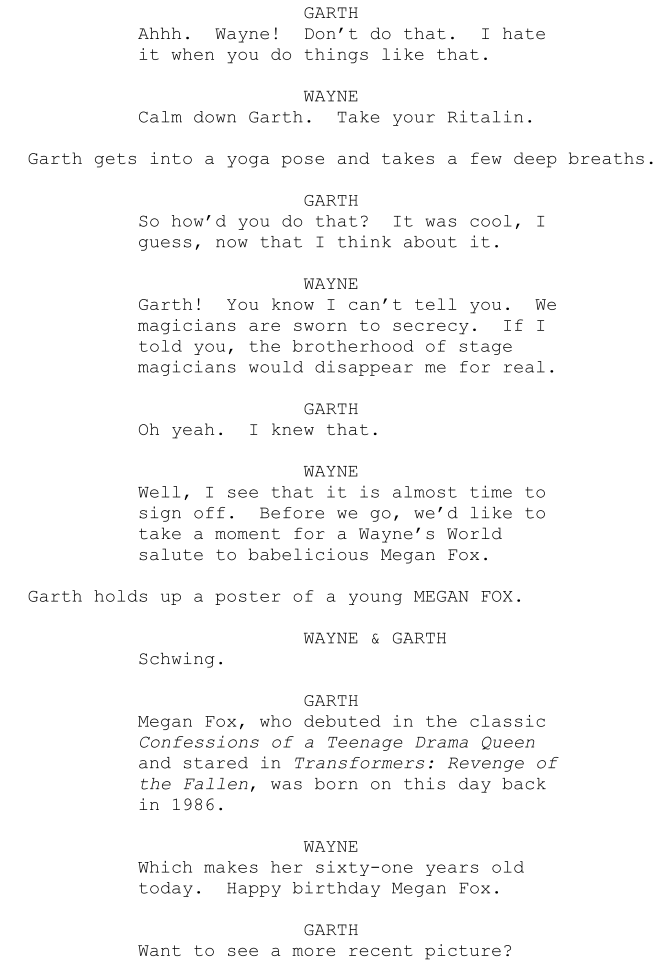 GARTH
Ahhh.  Wayne!  Don't do that.  I hate
it when you do things like that.
WAYNE
Calm down Garth.  Take your Ritalin.
Garth gets into a yoga pose and takes a few deep breaths.
GARTH
So how'd you do that?  It was cool, I
guess, now that I think about it.
WAYNE
Garth!  You know I can't tell you.  We
magicians are sworn to secrecy.  If I
told you, the brotherhood of stage
magicians would disappear me for real.
GARTH
Oh yeah.  I knew that.
WAYNE
Well, I see that it is almost time to
sign off.  Before we go, we'd like to
take a moment for a Wayne's World
salute to babelicious Megan Fox.
Garth holds up a poster of a young MEGAN FOX.
WAYNE & GARTH
Schwing.
GARTH
Megan Fox, who debuted in the classic
Confessions of a Teenage Drama Queen
and stared in Transformers: Revenge of
the Fallen, was born on this day back
in 1986.
WAYNE
Which makes her sixty-one years old
today.  Happy birthday Megan Fox.
GARTH
Want to see a more recent picture?